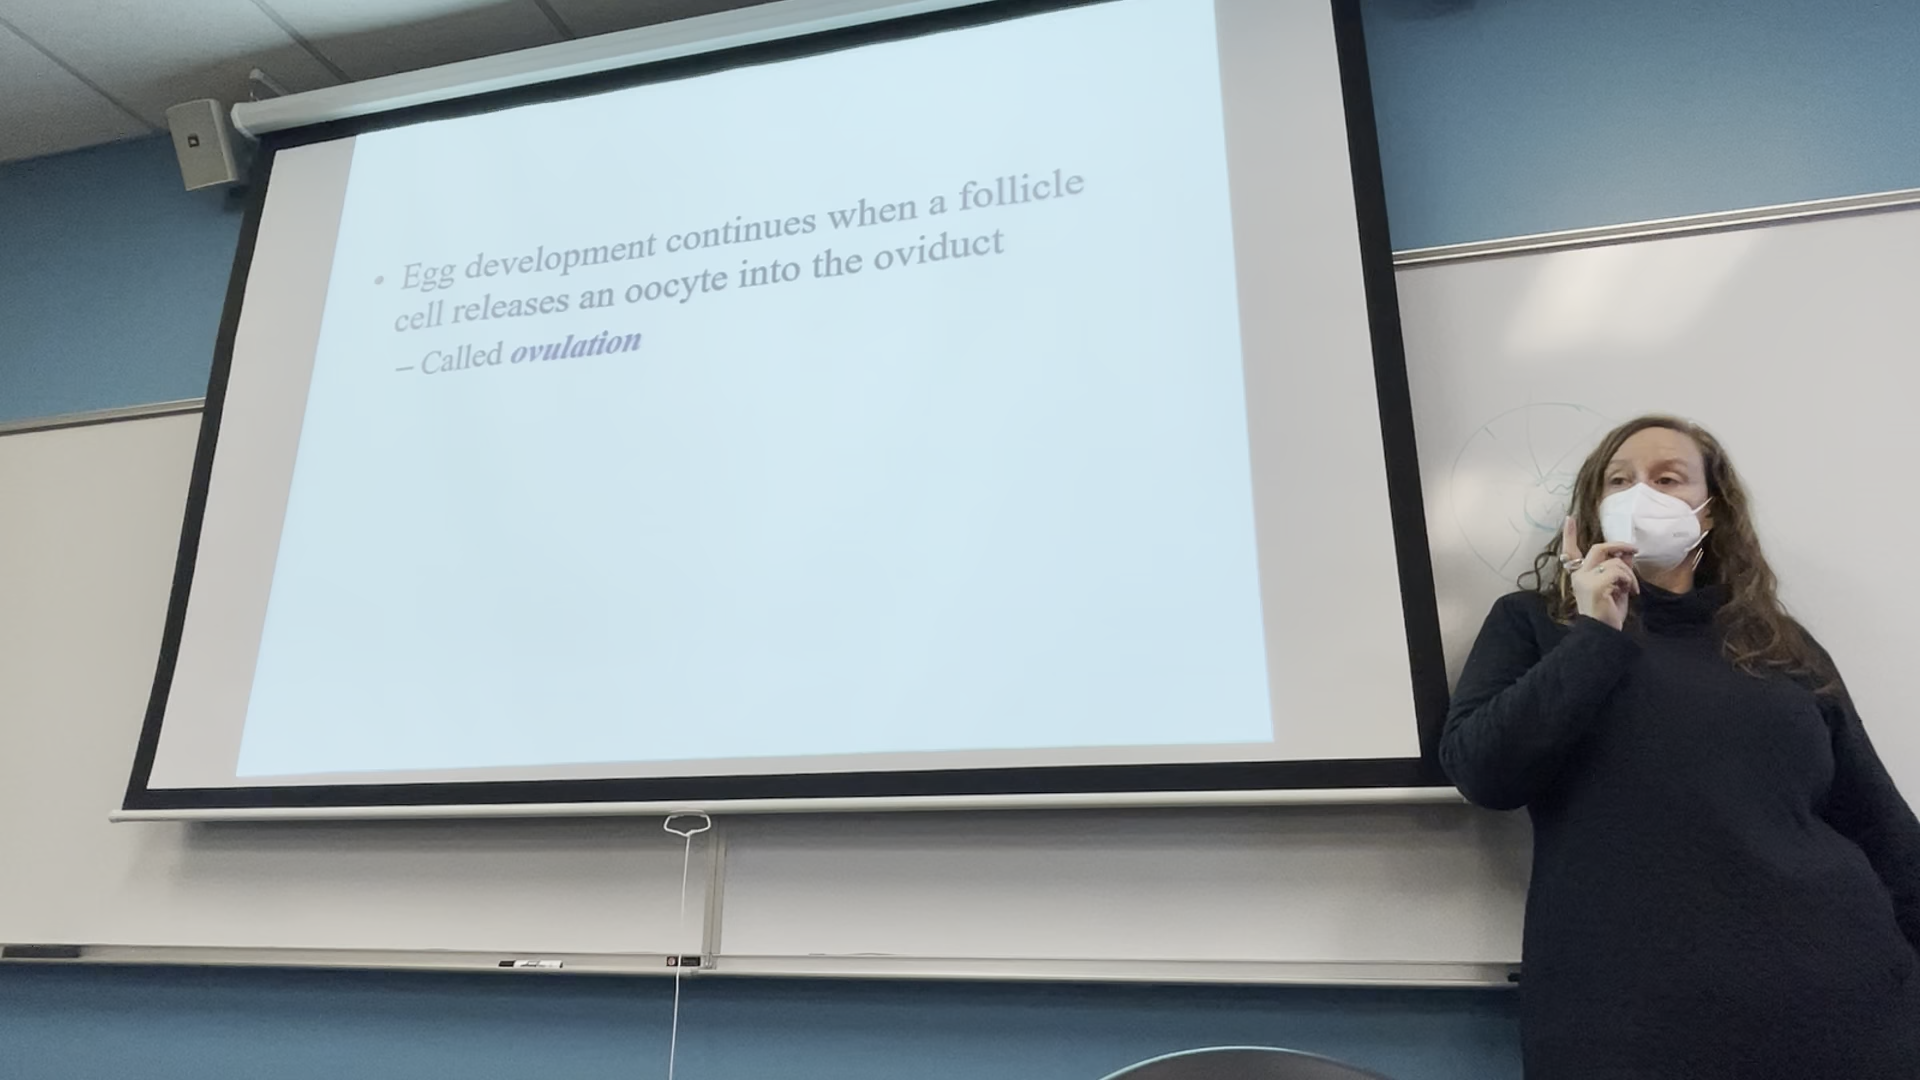 • Egg development continues when a follicle
cell releases an oocyte into the oviduct
– Called ovulation